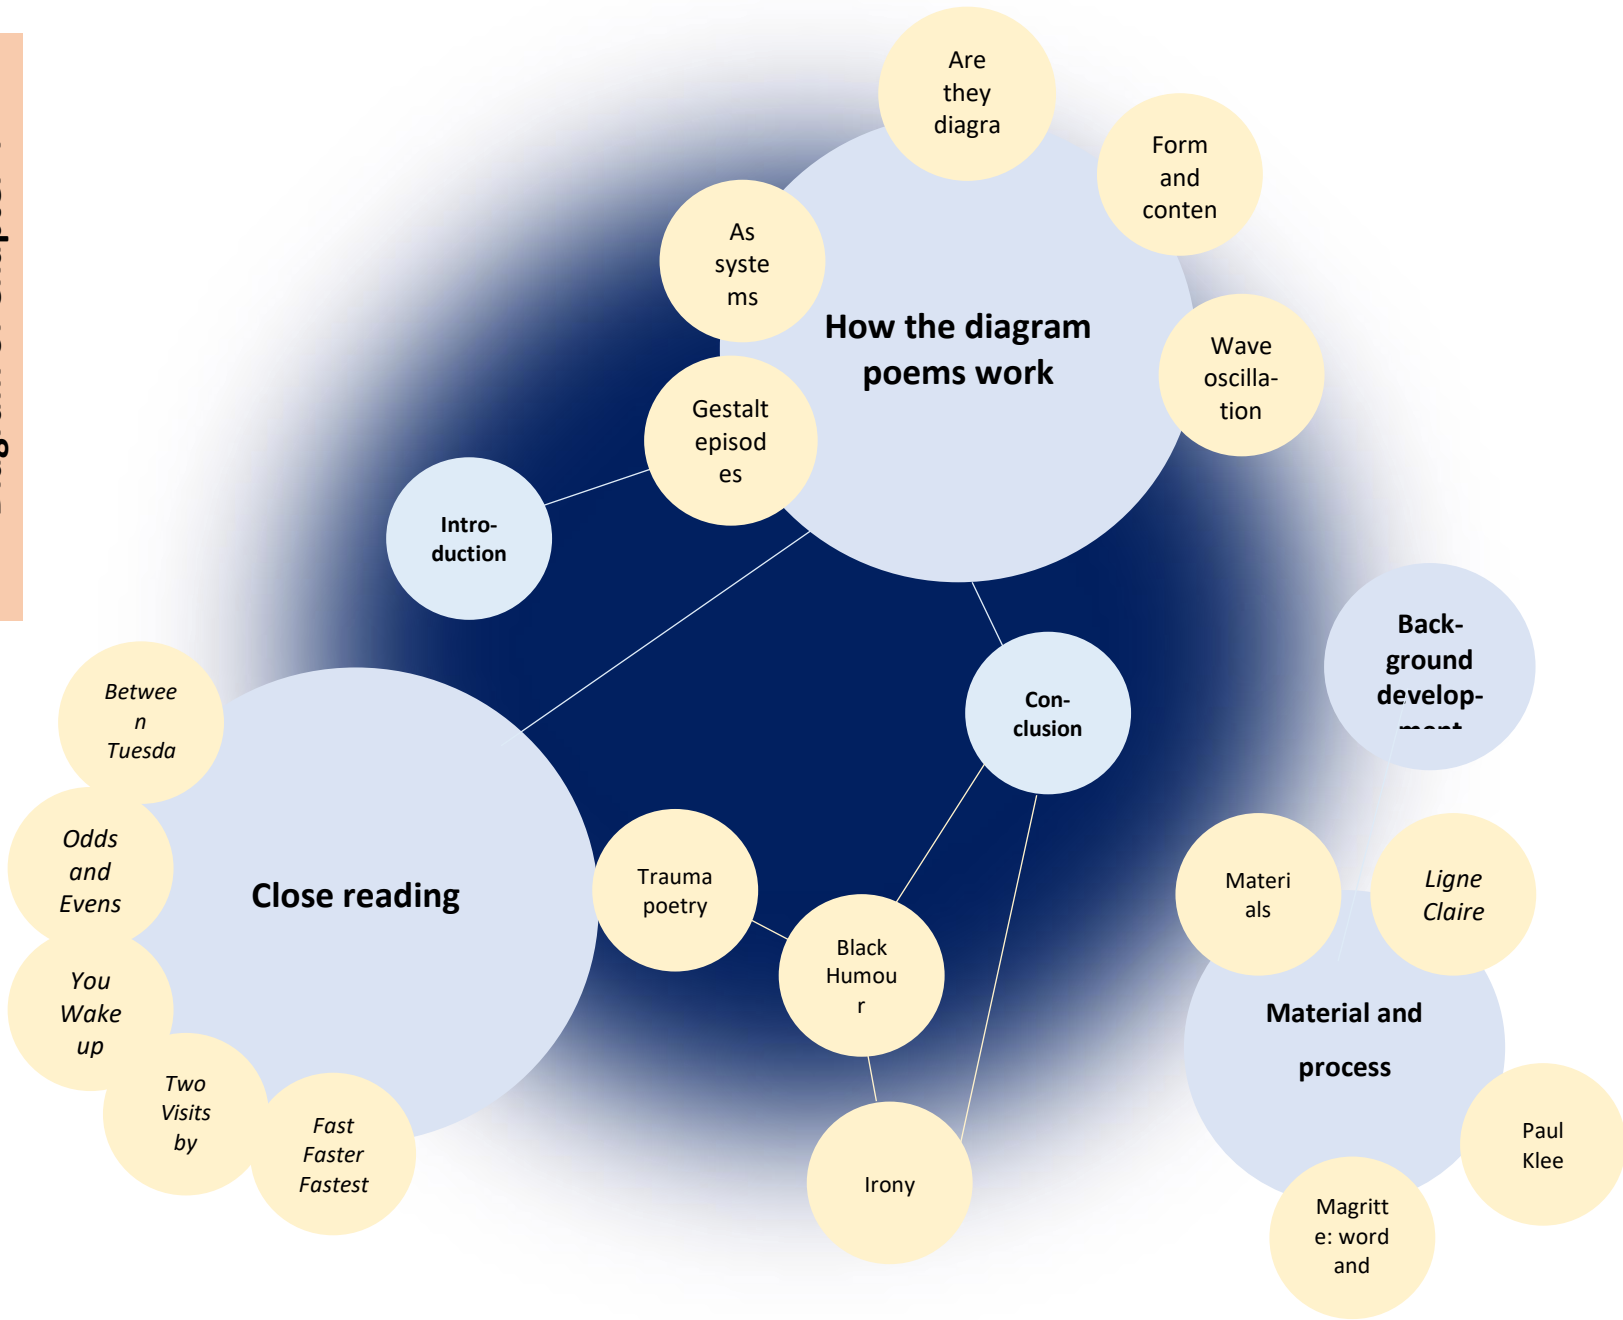 Are
they
diagra
Form
and
conten
As
syste
ms
How the diagram
poems work
Wave
oscilla-
tion
Gestalt
episod
es
Intro-
duction
Back-
ground
develop-
ment
Con-
clusion
Betwee
n
Tuesda
Odds
and
Evens
Close reading
Trauma
poetry
Materi
als
Ligne
Claire
Black
Humou
r
You
Wake
up
Material and
process
Two
Visits
by
Fast
Faster
Fastest
Irony
Paul
Klee
Magritt
e: word
and